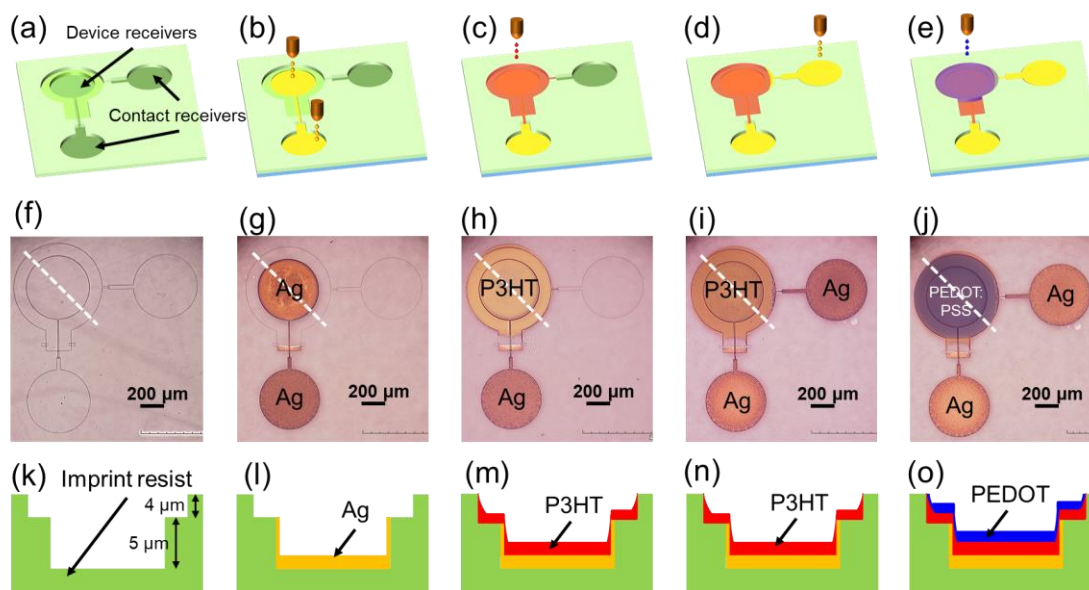 (a)
Device receivers
Contact receivers
(b)
(c)
(d)
(e)
(f)
200 µm
(g)
Ag
Ag
200 µm
(h)
P3HT
Ag
200 µm
(i)
P3HT
Ag
Ag
200 µm
(j)
PEDOT:
PSS
Ag
Ag
200 µm
(k)
Imprint resist
4 µm
5 µm
(l)
Ag
(m)
P3HT
(n)
P3HT
(o)
PEDOT